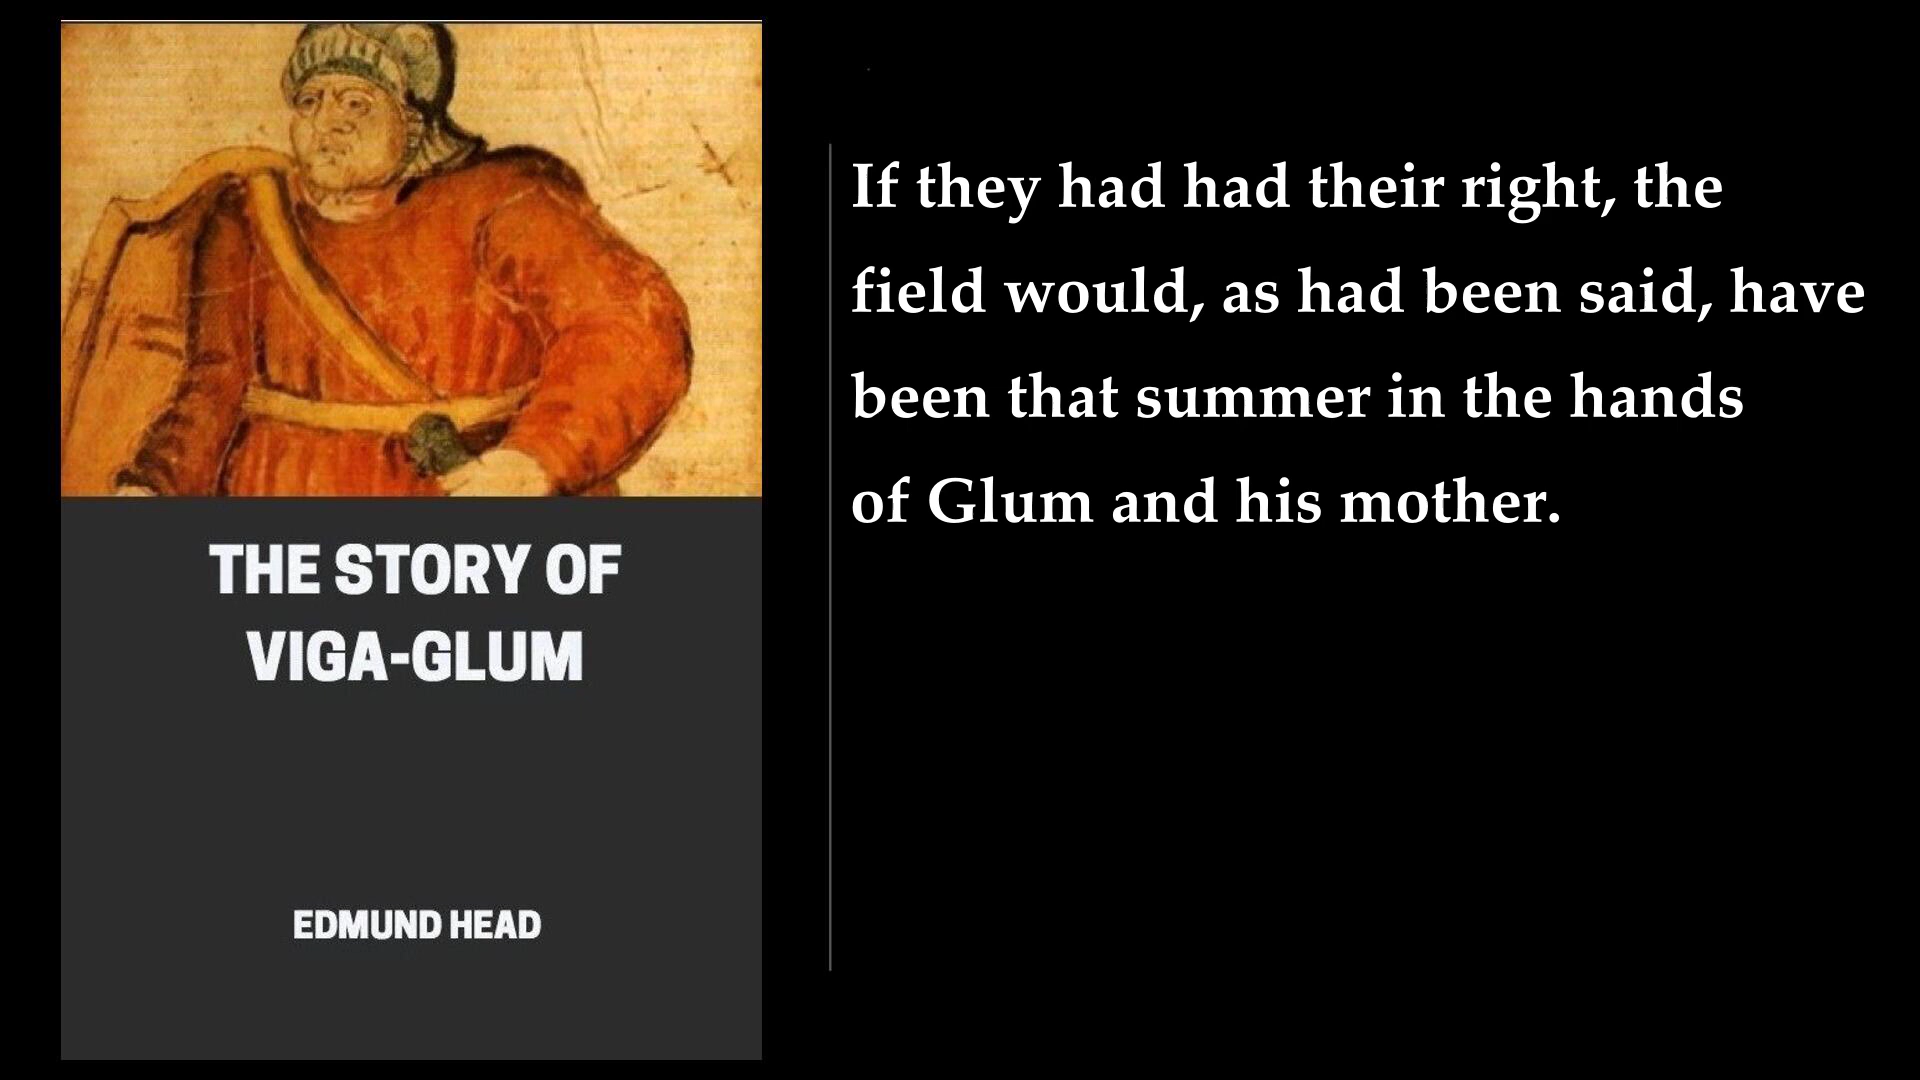 THE STORY OF
VIGA-GLUM
EDMUND HEAD
If they had had their right, the
field would, as had been said, have
been that summer in the hands
of Glum and his mother.